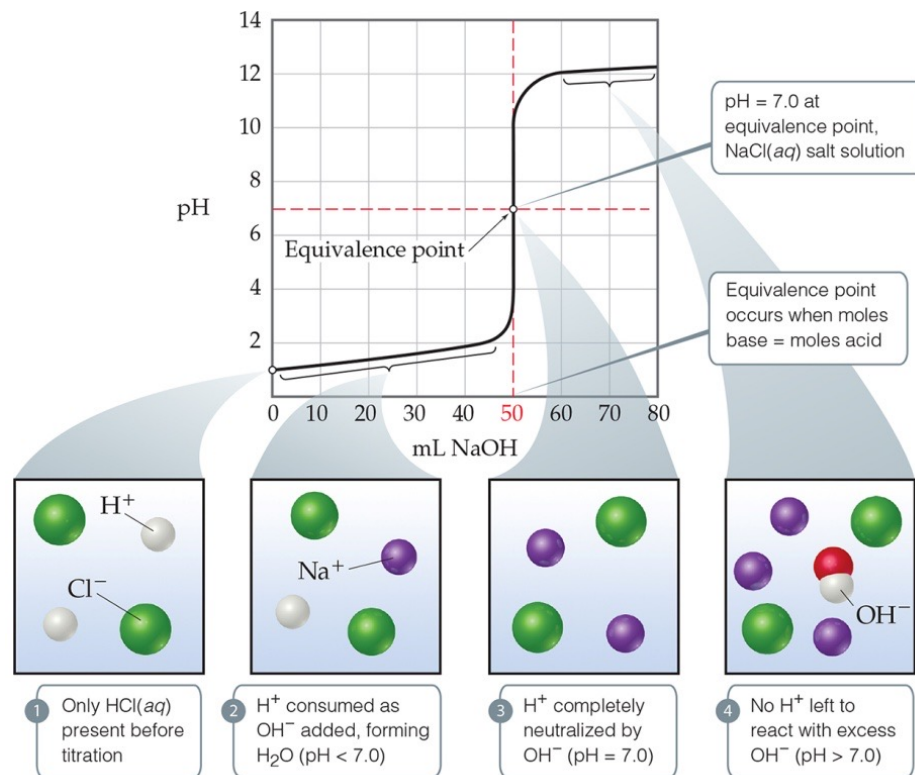 14
12
10
8
6
4
2
pH
0 10 20 30 40 50 60 70 80
mL NaOH
Equivalence point
pH = 7.0 at
equivalence point,
NaCl(aq) salt solution
Equivalence point
occurs when moles
base = moles acid
H⁺
Cl⁻
Na⁺
OH⁻
1 Only HCl(aq)
present before
titration
2 H⁺ consumed as
OH⁻ added, forming
H₂O (pH < 7.0)
3 H⁺ completely
neutralized by
OH⁻ (pH = 7.0)
4 No H⁺ left to
react with excess
OH⁻ (pH > 7.0)